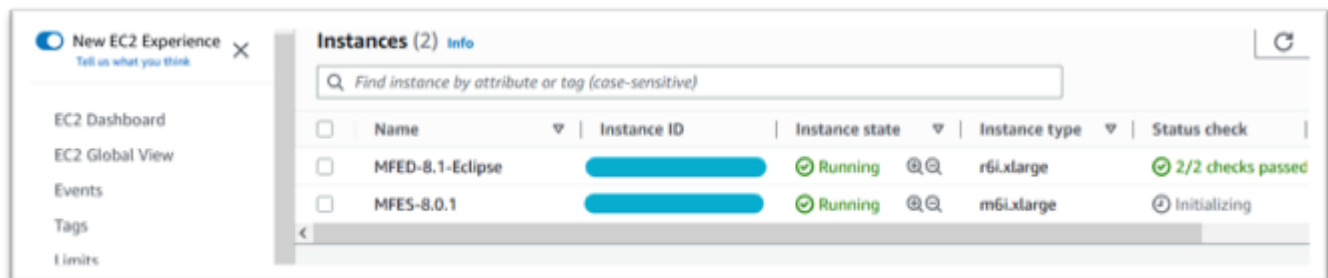 New EC2 Experience
Tell us what you think
EC2 Dashboard
EC2 Global View
Events
Tags
Limits
Instances (2) Info
Find instance by attribute or tag (case-sensitive)
Name Instance ID Instance state Instance type Status check
MFED-8.1-Eclipse Running r6i.xlarge 2/2 checks passed
MFES-8.0.1 Running m6i.xlarge Initializing